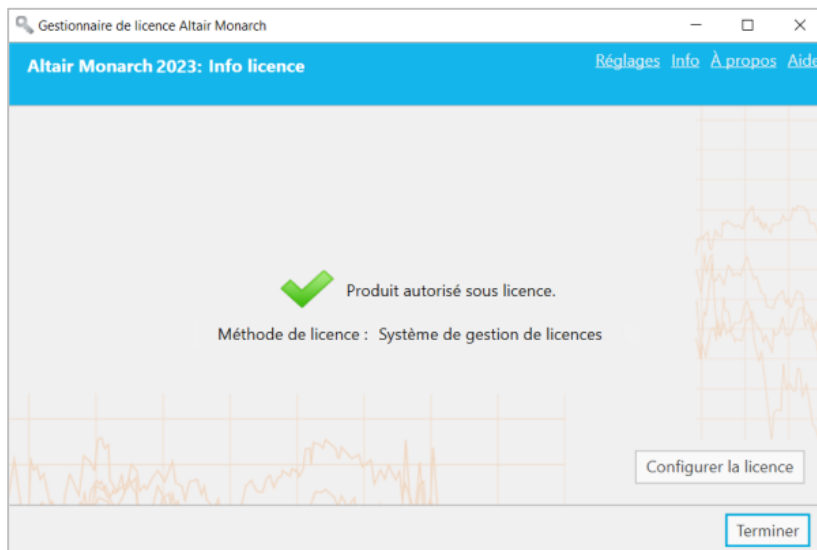 Gestionnaire de licence Altair Monarch
Altair Monarch 2023: Info licence
Réglages Info À propos Aide
Produit autorisé sous licence.
Méthode de licence : Système de gestion de licences
Configurer la licence
Terminer